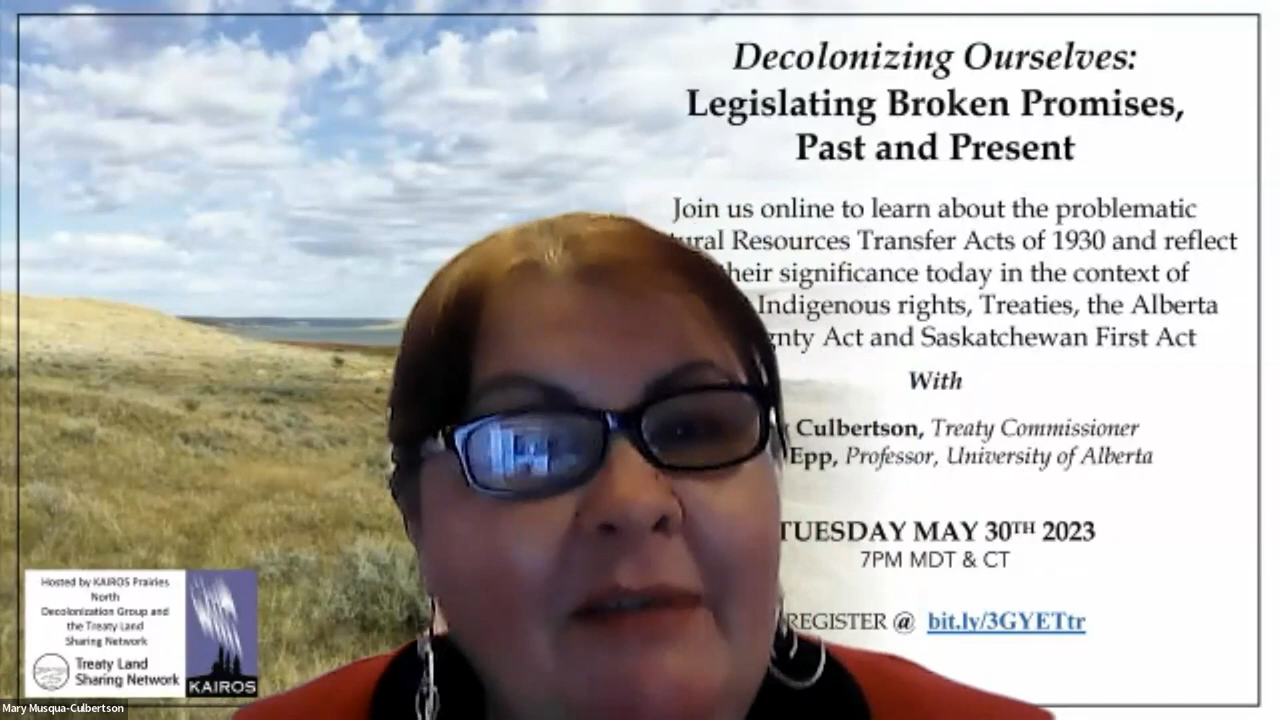 Decolonizing Ourselves:
Legislating Broken Promises,
Past and Present
Join us online to learn about the problematic
Resources Transfer Acts of 1930 and reflect
significance today in the context of
Indigenous rights, Treaties, the Alberta
Act and Saskatchewan First Act
With
Culbertson, Treaty Commissioner
Epp, Professor, University of Alberta
TUESDAY MAY 30TH 2023
7PM MDT & CT
REGISTER @ bit.ly/3GYETtr
Hosted by KAIROS Prairies
North
Decolonization Group and
the Treaty Land
Sharing Network
Treaty Land
Sharing Network
KAIROS
Mary Musqua-Culbertson